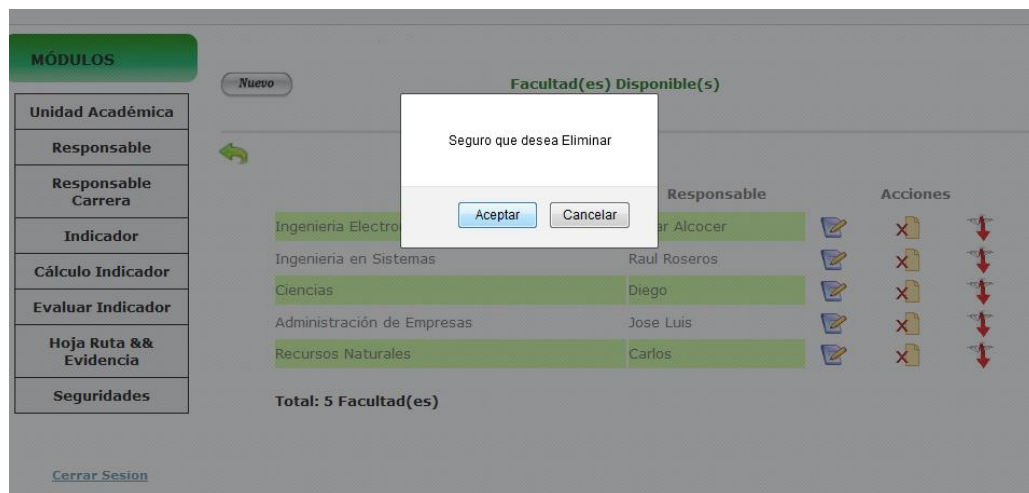 MÓDULOS
Nuevo
Facultad(es) Disponible(s)
Unidad Académica
Responsable
Responsable
Carrera
Indicador
Cálculo Indicador
Evaluar Indicador
Hoja Ruta &&
Evidencia
Seguridades
Cerrar Sesion
Seguro que desea Eliminar
Aceptar Cancelar
Responsable Acciones
Ingenieria Alcocer
Ingenieria en Sistemas Raul Roseros
Ciencias Diego
Administración de Empresas Jose Luis
Recursos Naturales Carlos
Total: 5 Facultad(es)